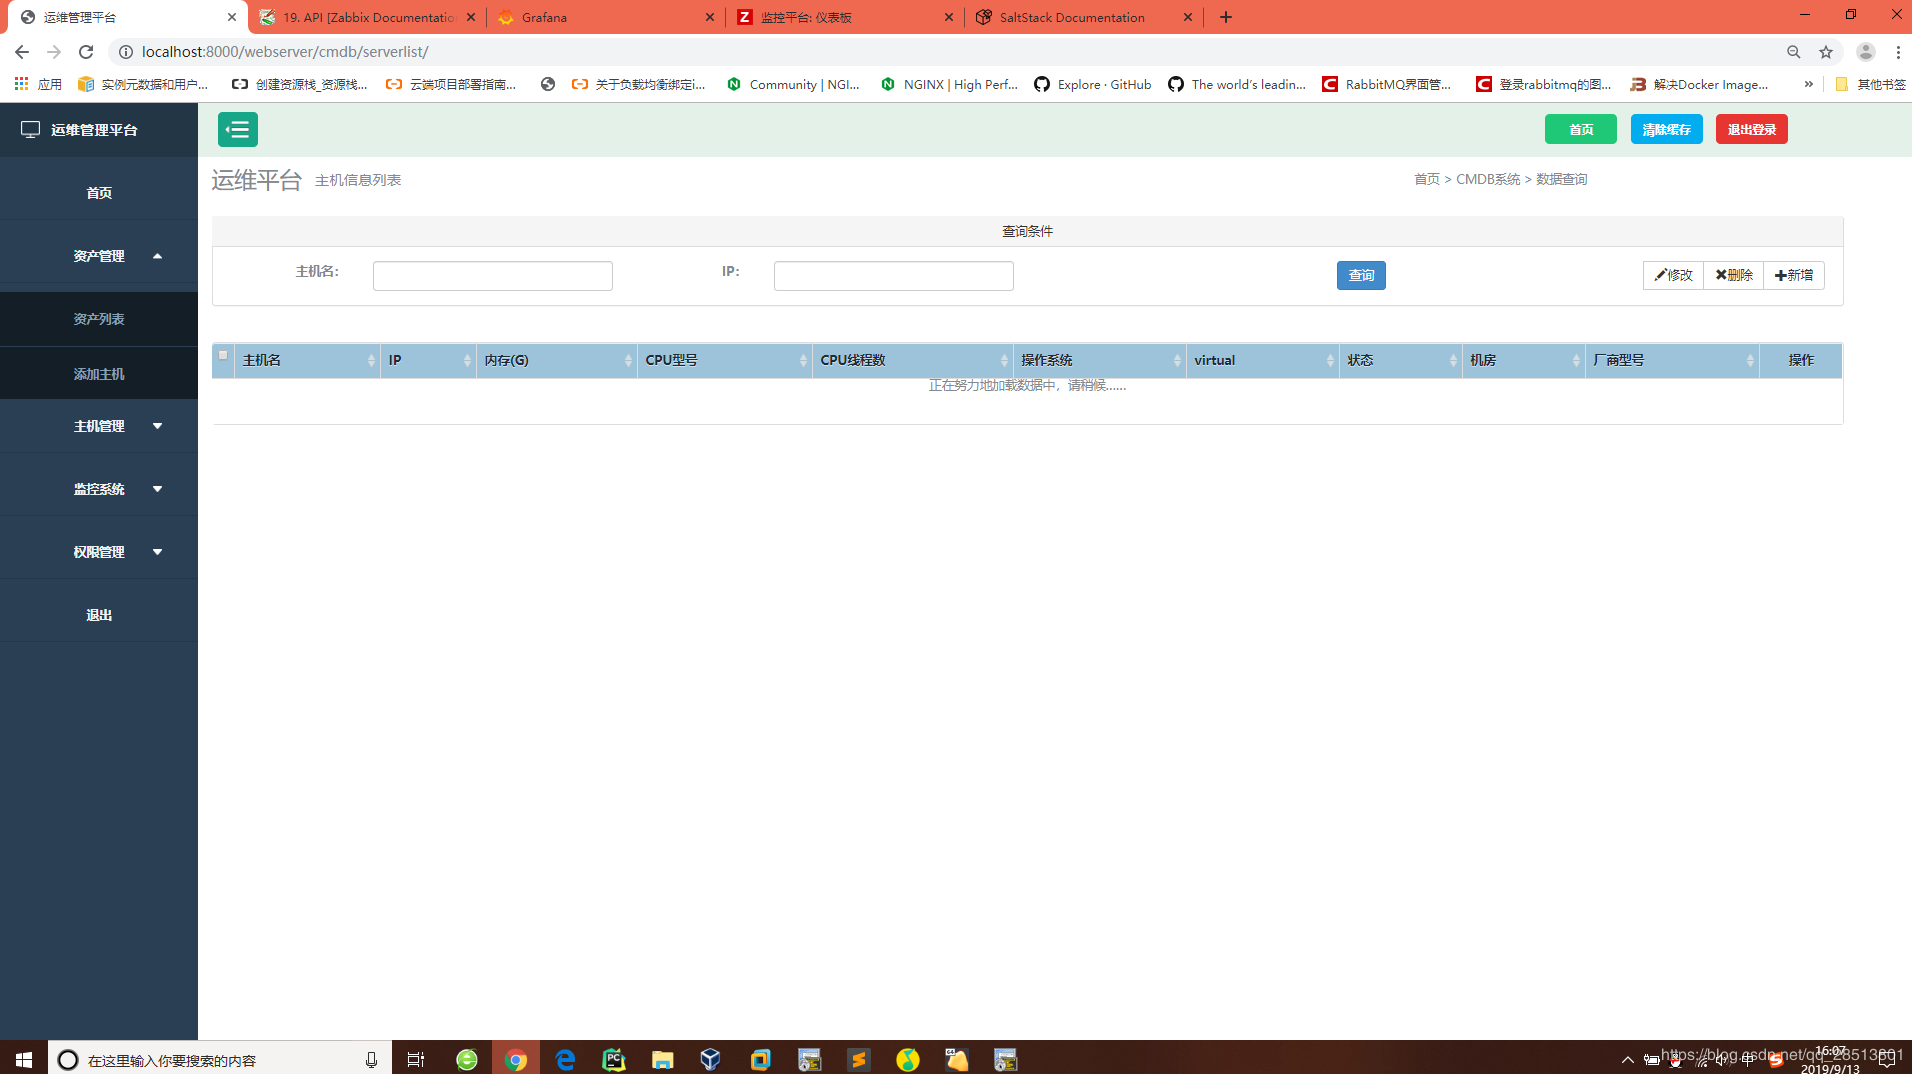 运维管理平台
19. API [Zabbix Documentatio
Grafana
监控平台: 仪表板
SaltStack Documentation
localhost:8000/webserver/cmdb/serverlist/
应用
实例元数据和用户...
创建资源栈_资源栈...
云端项目部署指南...
关于负载均衡绑定i...
Community | NGI...
NGINX | High Perf...
Explore · GitHub
The world's leadin...
RabbitMQ界面管...
登录rabbitmq的图...
解决Docker Image...
»
其他书签
运维管理平台
首页
清除缓存
退出登录
首页
资产管理
资产列表
添加主机
主机管理
监控系统
权限管理
退出
运维平台 主机信息列表
首页 > CMDB系统 > 数据查询
查询条件
主机名:
IP:
查询
修改
删除
新增
主机名 IP 内存(G) CPU型号 CPU线程数 操作系统 virtual 状态 机房 厂商型号 操作
正在努力地加载数据中，请稍候……
在这里输入你要搜索的内容
中
16:07
2019/9/13
https://blog.csdn.net/qq_28513801